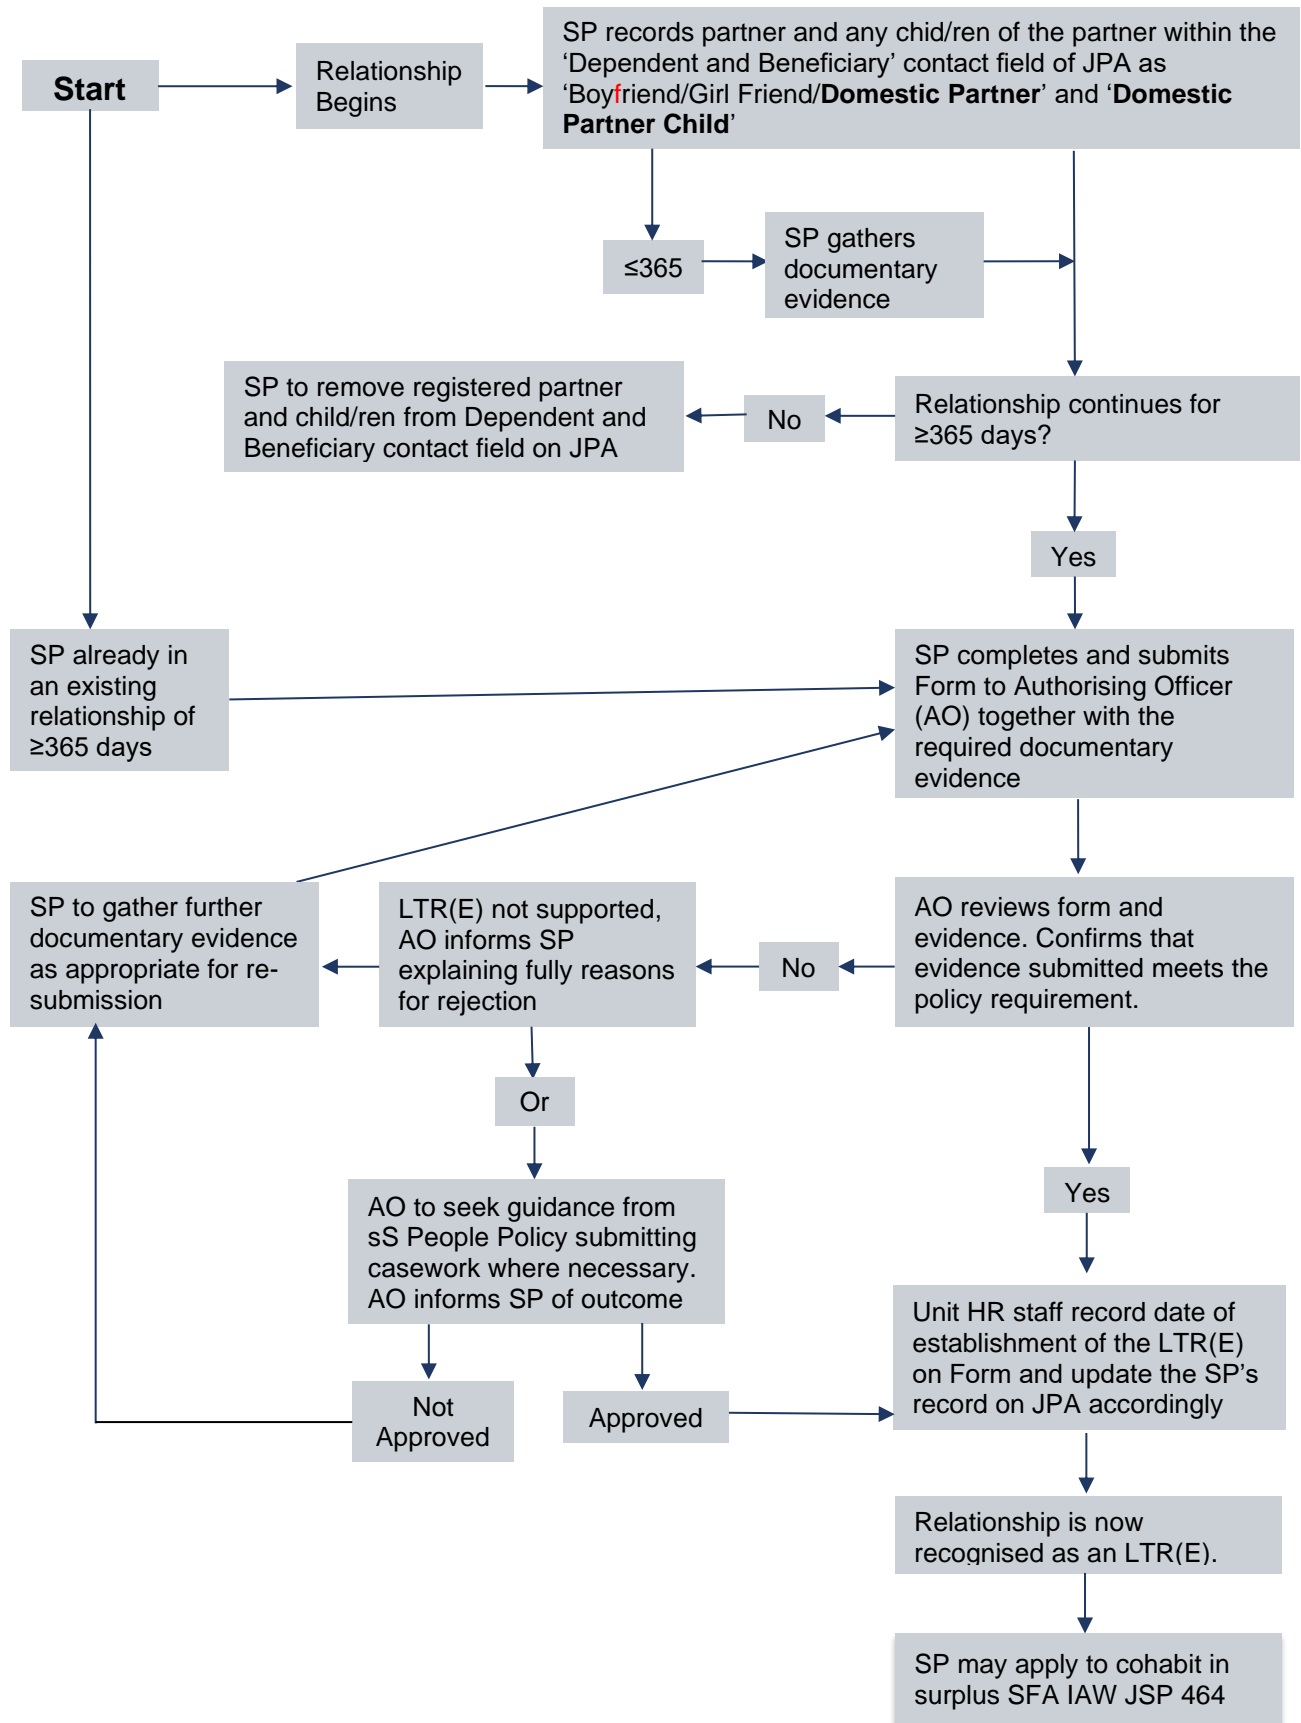 Start
Relationship
Begins
SP records partner and any chid/ren of the partner within the
‘Dependent and Beneficiary’ contact field of JPA as
‘Boyfriend/Girl Friend/Domestic Partner’ and ‘Domestic
Partner Child’
≤365
SP gathers
documentary
evidence
SP to remove registered partner
and child/ren from Dependent and
Beneficiary contact field on JPA
No
Relationship continues for
≥365 days?
Yes
SP already in
an existing
relationship of
≥365 days
SP completes and submits
Form to Authorising Officer
(AO) together with the
required documentary
evidence
SP to gather further
documentary evidence
as appropriate for re-
submission
LTR(E) not supported,
AO informs SP
explaining fully reasons
for rejection
No
AO reviews form and
evidence. Confirms that
evidence submitted meets the
policy requirement.
Or
AO to seek guidance from
sS People Policy submitting
casework where necessary.
AO informs SP of outcome
Yes
Unit HR staff record date of
establishment of the LTR(E)
on Form and update the SP’s
record on JPA accordingly
Not
Approved
Approved
Relationship is now
recognised as an LTR(E).
SP may apply to cohabit in
surplus SFA IAW JSP 464